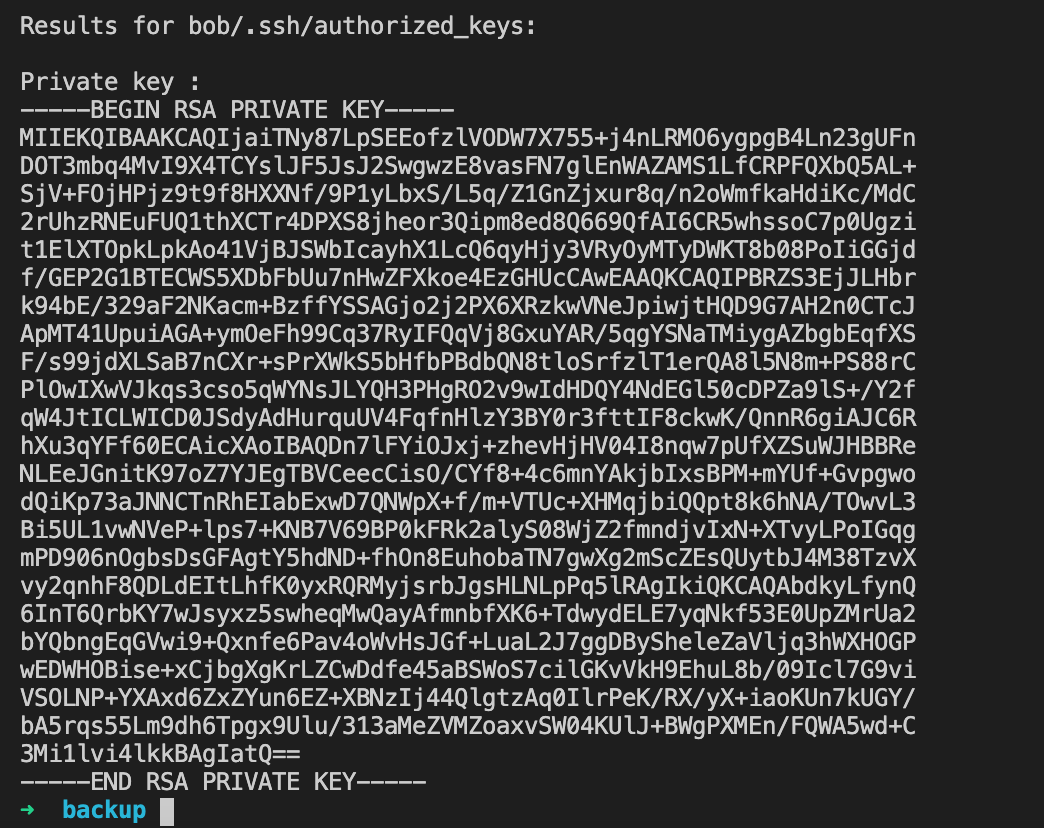 Results for bob/.ssh/authorized_keys:
Private key :
-----BEGIN RSA PRIVATE KEY-----
MIIEKQIBAAKCAQIjaiTNy87LpSEEofzlVODW7X755+j4nLRMO6ygpgB4Ln23gUFn
DOT3mbq4MvI9X4TCYslJF5JsJ2SwgwzE8vasFN7glEnWAZAMS1LfCRPFQXbQ5AL+
SjV+FOjHPjz9t9f8HXXNf/9P1yLbxS/L5q/Z1GnZjxur8q/n2oWmfkaHdiKc/MdC
2rUhzRNEuFUQ1thXCTr4DPXS8jheor3Qipm8ed8Q669QfAI6CR5whssoC7p0Ugzi
t1ElXTOpkLpkAo41VjBJSWbIcayhX1LcQ6qyHjy3VRyOyMTyDWKT8b08PoIiGGjd
f/GEP2G1BTECWS5XDbFbUu7nHwZFXkoe4EzGHUcCAwEAAQKCAQIPBRZS3EjJLHbr
k94bE/329aF2NKacm+BzffYSSAGjo2j2PX6XRzkwVNeJpiwjtHQD9G7AH2n0CTcJ
ApMT41UpuiAGA+ymOeFh99Cq37RyIFQqVj8GxuYAR/5qgYSNaTMiygAZbgbEqfXS
F/s99jdXLSaB7nCXr+sPrXWkS5bHfbPBdbQN8tloSrfzlT1erQA8l5N8m+PS88rC
PlOwIXwVJkqs3cso5qWYNsJLYQH3PHgRO2v9wIdHDQY4NdEGl50cDPZa9lS+/Y2f
qW4JtICLWICD0JSdyAdHurquUV4FqfnHlzY3BY0r3fttIF8ckwK/QnnR6giAJC6R
hXu3qYFf60ECAicXAoIBAQDn7lFYiOJxj+zhevHjHV04I8nqw7pUfXZSuWJHBBRe
NLEeJGnitK97oZ7YJEgTBVCeecCisO/CYf8+4c6mnYAkjbIxsBPM+mYUf+Gvpgwo
dQiKp73aJNNCTnRhEIabExwD7QNWpX+f/m+VTUc+XHMqjbiQQpt8k6hNA/TOwvL3
Bi5UL1vwNVeP+lps7+KNB7V69BP0kFRk2alyS08WjZ2fmndjvIxN+XTvyLPoIGqg
mPD906nOgbsDsGFAgtY5hdND+fhOn8EuhobaTN7gwXg2mScZEsQUytbJ4M38TzvX
vy2qnhF8QDLdEItLhfK0yxRQRMyjsrbJgsHLNLpPq5lRAgIkiQKCAQAbdkyLfynQ
6InT6QrbKY7wJsyxz5swheqMwQayAfmnbfXK6+TdwydELE7yqNkf53E0UpZMrUa2
bYQbngEqGVwi9+Qxnfe6Pav4oWvHsJGf+LuaL2J7ggDBySheleZaVljq3hWXHOGP
wEDWHOBise+xCjbgXgKrLZCwDdfe45aBSWoS7cilGKvVkH9EhuL8b/09Icl7G9vi
VSOLNP+YXAxd6ZxZYun6EZ+XBNzIj44QlgtzAq0IlrPeK/RX/yX+iaoKUn7kUGY/
bA5rqs55Lm9dh6Tpgx9Ulu/313aMeZVMZoaxvSW04KUlJ+BWgPXMEn/FQWA5wd+C
3Mi1lvi4lkkBAgIatQ==
-----END RSA PRIVATE KEY-----
➜ backup